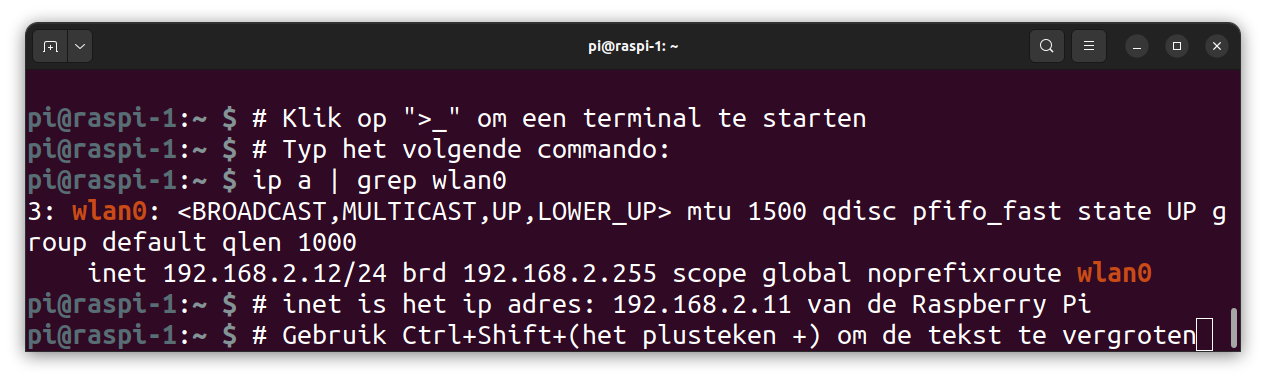 pi@raspi-1: ~
pi@raspi-1:~ $ # Klik op ">_" om een terminal te starten
pi@raspi-1:~ $ # Typ het volgende commando:
pi@raspi-1:~ $ ip a | grep wlan0
3: wlan0: <BROADCAST,MULTICAST,UP,LOWER_UP> mtu 1500 qdisc pfifo_fast state UP g
roup default qlen 1000
    inet 192.168.2.12/24 brd 192.168.2.255 scope global noprefixroute wlan0
pi@raspi-1:~ $ # inet is het ip adres: 192.168.2.11 van de Raspberry Pi
pi@raspi-1:~ $ # Gebruik Ctrl+Shift+(het plusteken +) om de tekst te vergroten